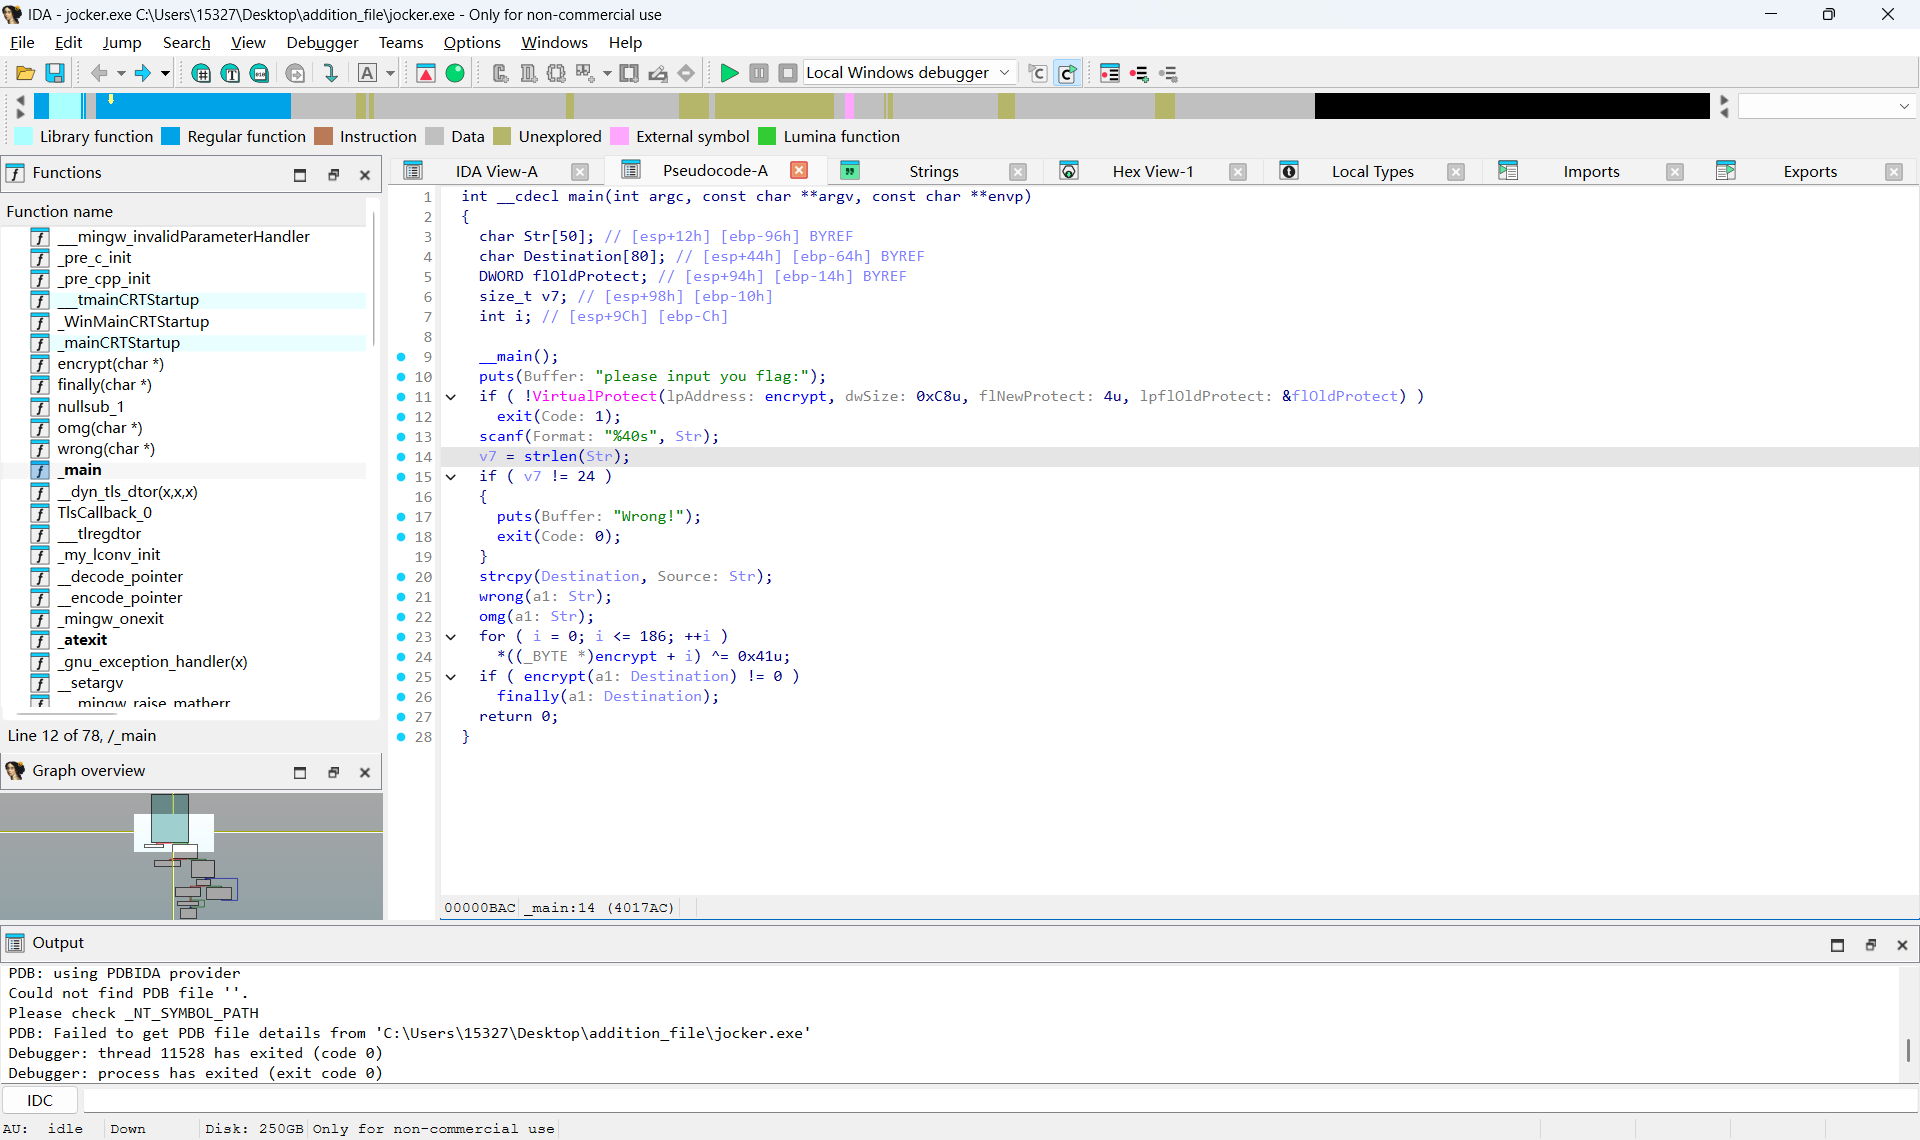 IDA - jocker.exe C:\Users\15327\Desktop\addition_file\jocker.exe - Only for non-commercial use
File Edit Jump Search View Debugger Teams Options Windows Help
Local Windows debugger
Library function Regular function Instruction Data Unexplored External symbol Lumina function
Functions
IDA View-A Pseudocode-A Strings Hex View-1 Local Types Imports Exports
Function name
___mingw_invalidParameterHandler
_pre_c_init
_pre_cpp_init
___tmainCRTStartup
_WinMainCRTStartup
_mainCRTStartup
encrypt(char *)
finally(char *)
nullsub_1
omg(char *)
wrong(char *)
_main
__dyn_tls_dtor(x,x,x)
TlsCallback_0
___tlregdtor
_my_lconv_init
__decode_pointer
__encode_pointer
_mingw_onexit
_atexit
_gnu_exception_handler(x)
__setargv
__mingw_raise_matherr
Line 12 of 78, /_main
Graph overview
1 int __cdecl main(int argc, const char **argv, const char **envp)
2 {
3 char Str[50]; // [esp+12h] [ebp-96h] BYREF
4 char Destination[80]; // [esp+44h] [ebp-64h] BYREF
5 DWORD flOldProtect; // [esp+94h] [ebp-14h] BYREF
6 size_t v7; // [esp+98h] [ebp-10h]
7 int i; // [esp+9Ch] [ebp-Ch]
8
9 __main();
10 puts(Buffer: "please input you flag:");
11 if ( !VirtualProtect(lpAddress: encrypt, dwSize: 0xC8u, flNewProtect: 4u, lpflOldProtect: &flOldProtect) )
12 exit(Code: 1);
13 scanf(Format: "%40s", Str);
14 v7 = strlen(Str);
15 if ( v7 != 24 )
16 {
17 puts(Buffer: "Wrong!");
18 exit(Code: 0);
19 }
20 strcpy(Destination, Source: Str);
21 wrong(a1: Str);
22 omg(a1: Str);
23 for ( i = 0; i <= 186; ++i )
24 *((_BYTE *)encrypt + i) ^= 0x41u;
25 if ( encrypt(a1: Destination) != 0 )
26 finally(a1: Destination);
27 return 0;
28 }
00000BAC _main:14 (4017AC)
Output
PDB: using PDBIDA provider
Could not find PDB file ''.
Please check _NT_SYMBOL_PATH
PDB: Failed to get PDB file details from 'C:\Users\15327\Desktop\addition_file\jocker.exe'
Debugger: thread 11528 has exited (code 0)
Debugger: process has exited (exit code 0)
IDC
AU: idle Down Disk: 250GB Only for non-commercial use